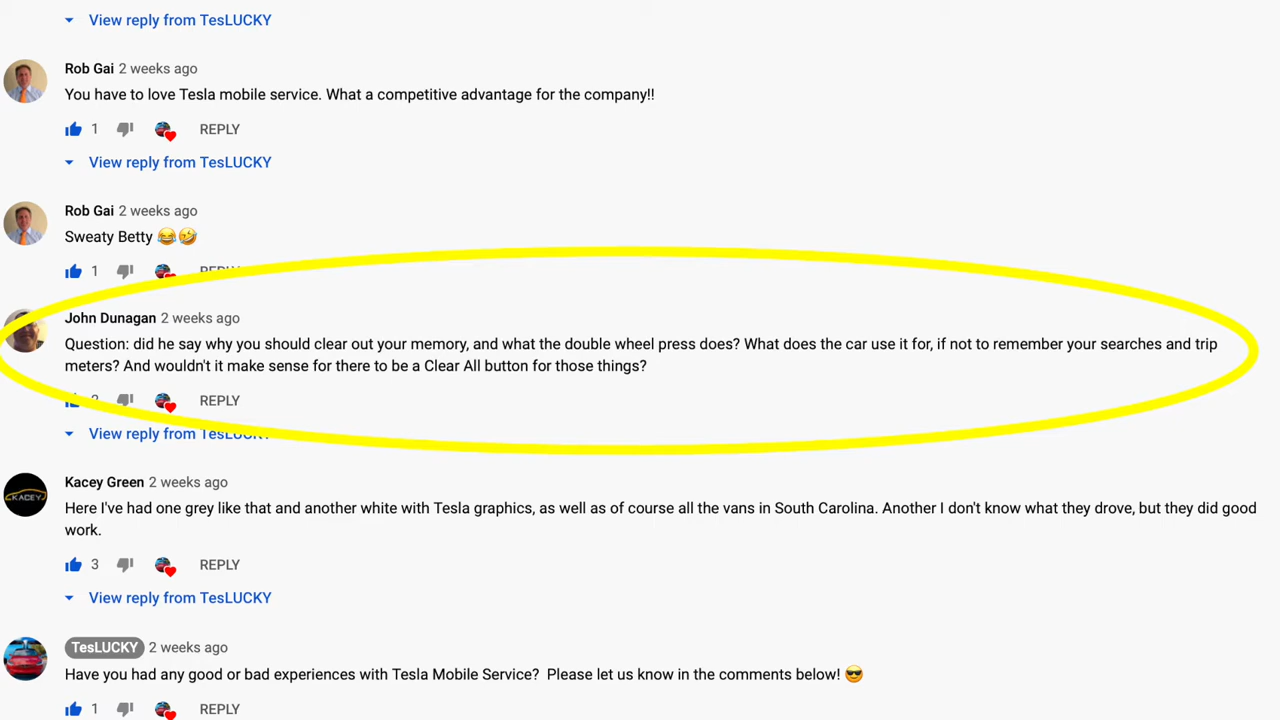 View reply from TesLUCKY
Rob Gai 2 weeks ago
You have to love Tesla mobile service. What a competitive advantage for the company!!
1 REPLY
View reply from TesLUCKY
Rob Gai 2 weeks ago
Sweaty Betty 😂🤣
1 REPLY
John Dunagan 2 weeks ago
Question: did he say why you should clear out your memory, and what the double wheel press does? What does the car use it for, if not to remember your searches and trip
meters? And wouldn't it make sense for there to be a Clear All button for those things?
REPLY
View reply from TesLUCKY
KACEY
Kacey Green 2 weeks ago
Here I've had one grey like that and another white with Tesla graphics, as well as of course all the vans in South Carolina. Another I don't know what they drove, but they did good
work.
3 REPLY
View reply from TesLUCKY
TesLUCKY 2 weeks ago
Have you had any good or bad experiences with Tesla Mobile Service? Please let us know in the comments below! 😎
1 REPLY